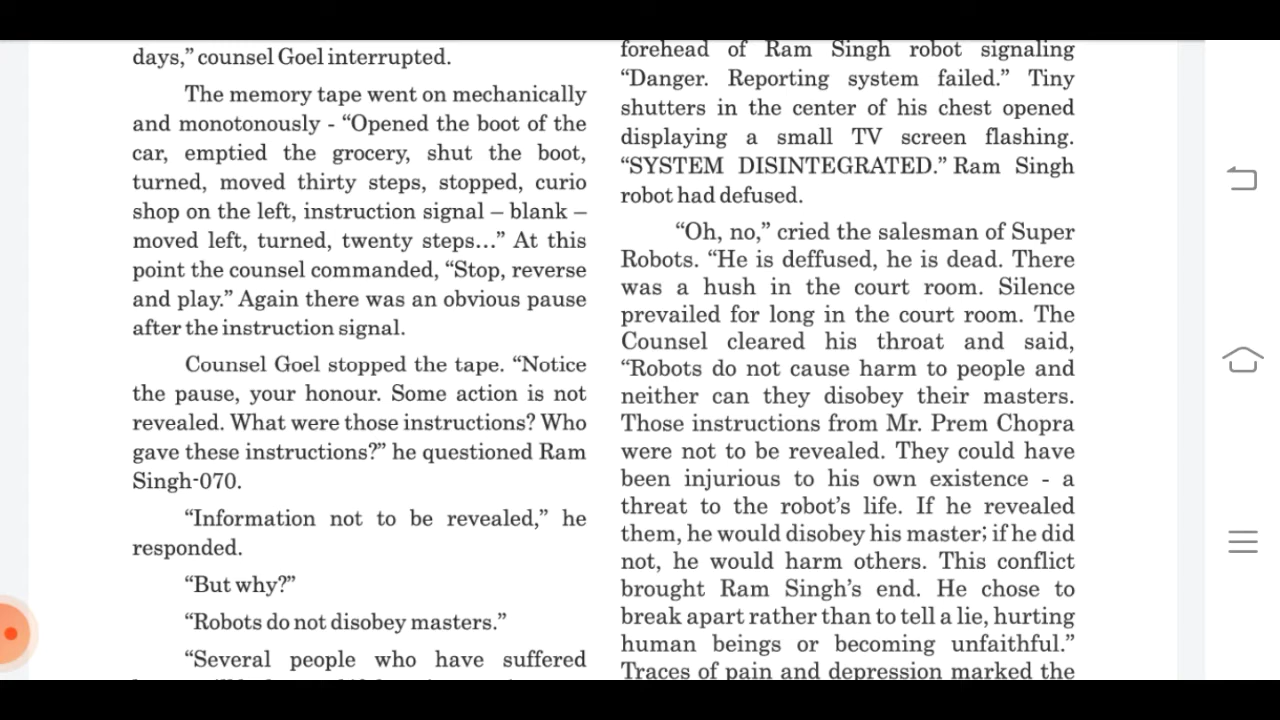 days,” counsel Goel interrupted.
The memory tape went on mechanically
and monotonously - “Opened the boot of the
car, emptied the grocery, shut the boot,
turned, moved thirty steps, stopped, curio
shop on the left, instruction signal – blank –
moved left, turned, twenty steps...” At this
point the counsel commanded, “Stop, reverse
and play.” Again there was an obvious pause
after the instruction signal.
Counsel Goel stopped the tape. “Notice
the pause, your honour. Some action is not
revealed. What were those instructions? Who
gave these instructions?” he questioned Ram
Singh-070.
“Information not to be revealed,” he
responded.
“But why?”
“Robots do not disobey masters.”
“Several people who have suffered
forehead of Ram Singh robot signaling
“Danger. Reporting system failed.” Tiny
shutters in the center of his chest opened
displaying a small TV screen flashing.
“SYSTEM DISINTEGRATED.” Ram Singh
robot had defused.
“Oh, no,” cried the salesman of Super
Robots. “He is deffused, he is dead. There
was a hush in the court room. Silence
prevailed for long in the court room. The
Counsel cleared his throat and said,
“Robots do not cause harm to people and
neither can they disobey their masters.
Those instructions from Mr. Prem Chopra
were not to be revealed. They could have
been injurious to his own existence - a
threat to the robot’s life. If he revealed
them, he would disobey his master; if he did
not, he would harm others. This conflict
brought Ram Singh’s end. He chose to
break apart rather than to tell a lie, hurting
human beings or becoming unfaithful.”
Traces of pain and depression marked the